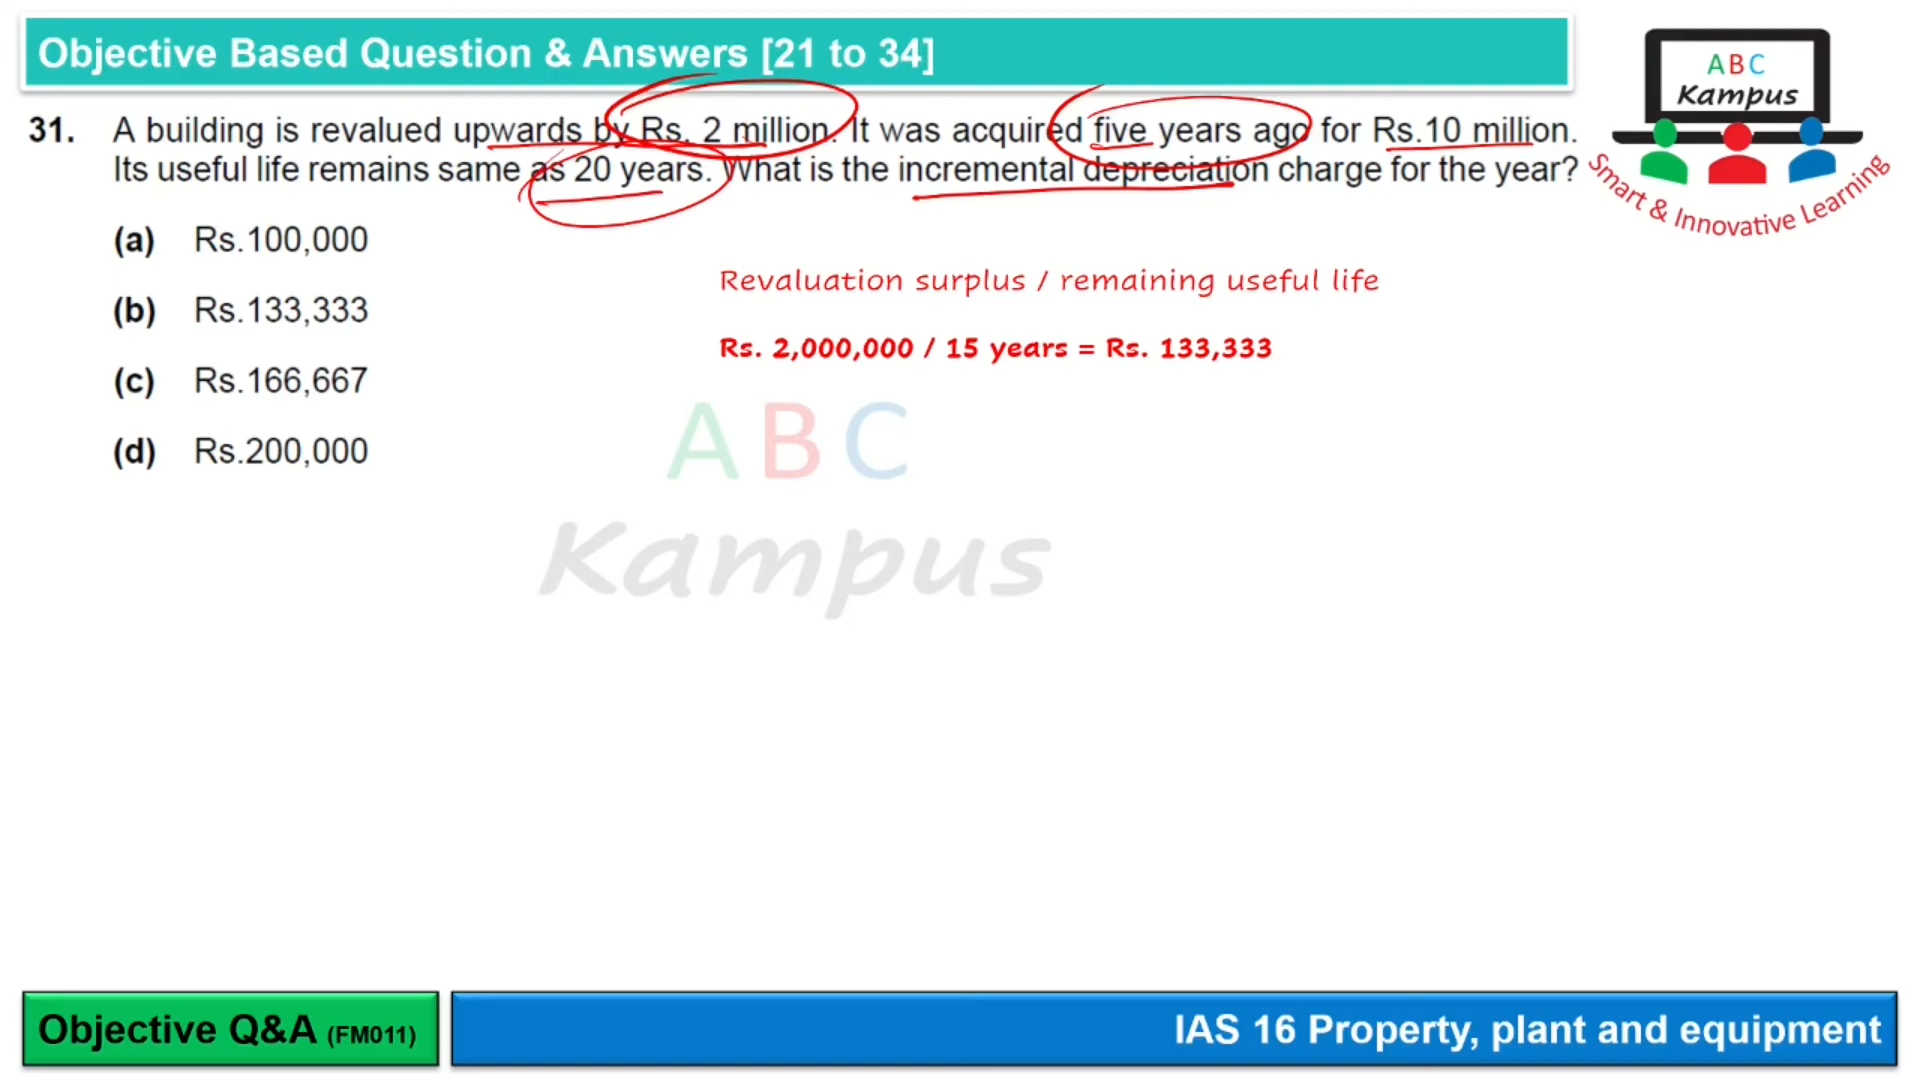 Objective Based Question & Answers [21 to 34]
A B C
Kampus
Smart & Innovative Learning
31. A building is revalued upwards by Rs. 2 million. It was acquired five years ago for Rs.10 million.
Its useful life remains same as 20 years. What is the incremental depreciation charge for the year?
(a) Rs.100,000
(b) Rs.133,333
(c) Rs.166,667
(d) Rs.200,000
Revaluation surplus / remaining useful life
Rs. 2,000,000 / 15 years = Rs. 133,333
A B C
Kampus
Objective Q&A (FM011)
IAS 16 Property, plant and equipment